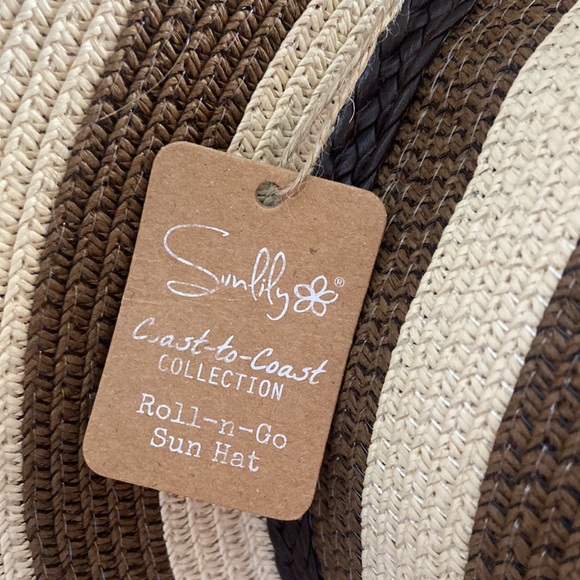 Sunlily®
Coast-to-Coast
COLLECTION
Roll-n-Go
Sun Hat